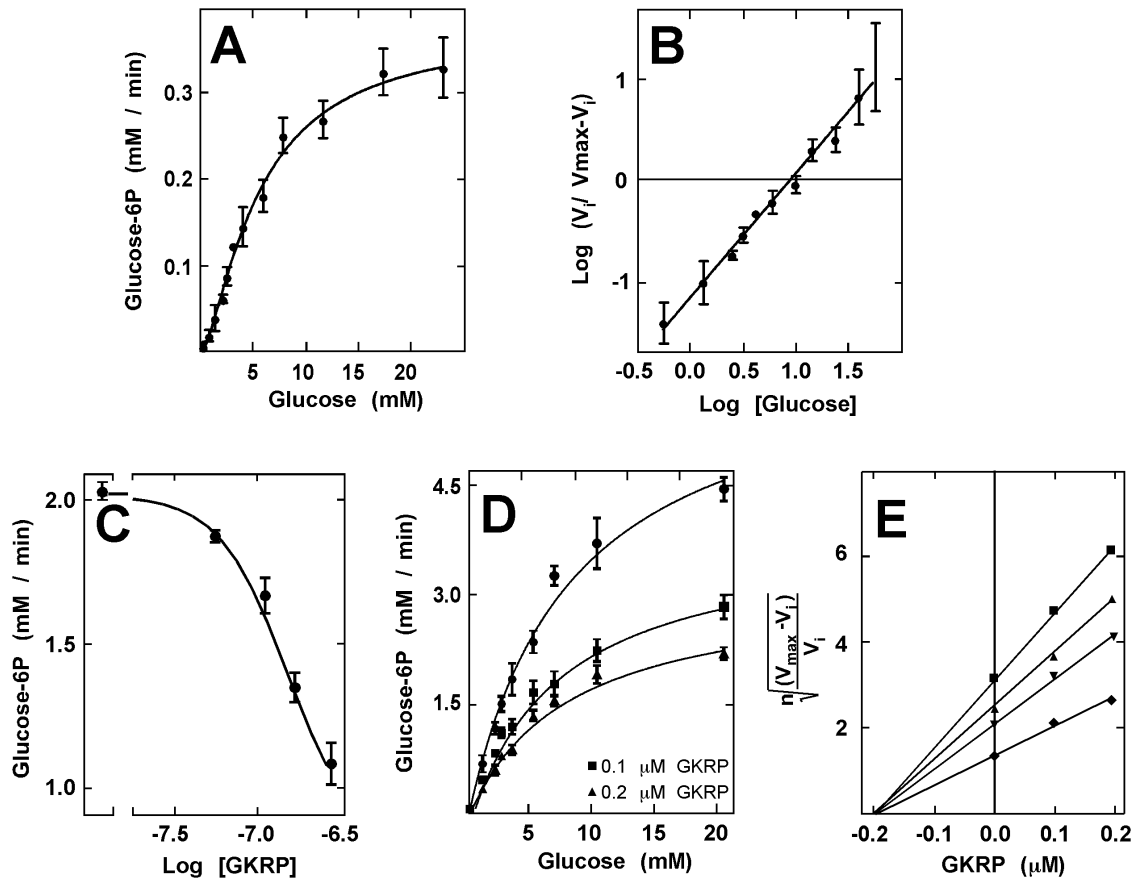 A
Glucose-6P (mM / min)
0.3
0.2
0.1
5 10 15 20
Glucose (mM)
B
Log (Vi/ Vmax-Vi)
1
0
-1
-0.5 0.0 0.5 1.0 1.5
Log [Glucose]
C
Glucose-6P (mM / min)
2.0
1.5
1.0
-7.5 -7.0 -6.5
Log [GKRP]
D
Glucose-6P (mM / min)
4.5
3.0
1.5
■ 0.1 μM GKRP
▲ 0.2 μM GKRP
5 10 15 20
Glucose (mM)
E
n√(Vmax-Vi)
Vi
6
4
2
-0.2 -0.1 0.0 0.1 0.2
GKRP (μM)